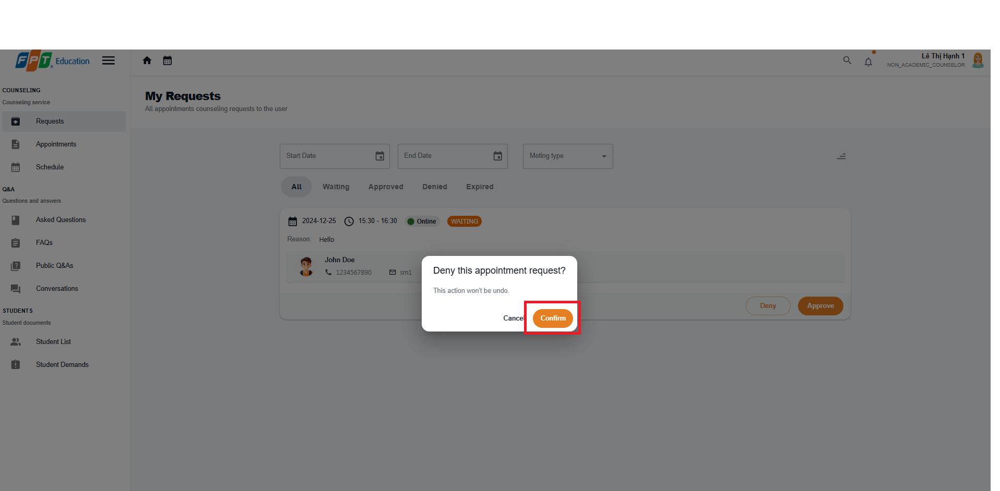 FPT Education
Lê Thị Hạnh 1
NON_ACADEMIC_COUNSELOR
COUNSELING
Counseling service
Requests
Appointments
Schedule
Q&A
Questions and answers
Asked Questions
FAQs
Public Q&As
Conversations
STUDENTS
Student documents
Student List
Student Demands
My Requests
All appointments counseling requests to the user
Start Date End Date Meting type
All Waiting Approved Denied Expired
2024-12-25 15:30 - 16:30 Online WAITING
Reason: Hello
John Doe
1234567890 sm1
Deny Approve
Deny this appointment request?
This action won't be undo.
Cancel Confirm